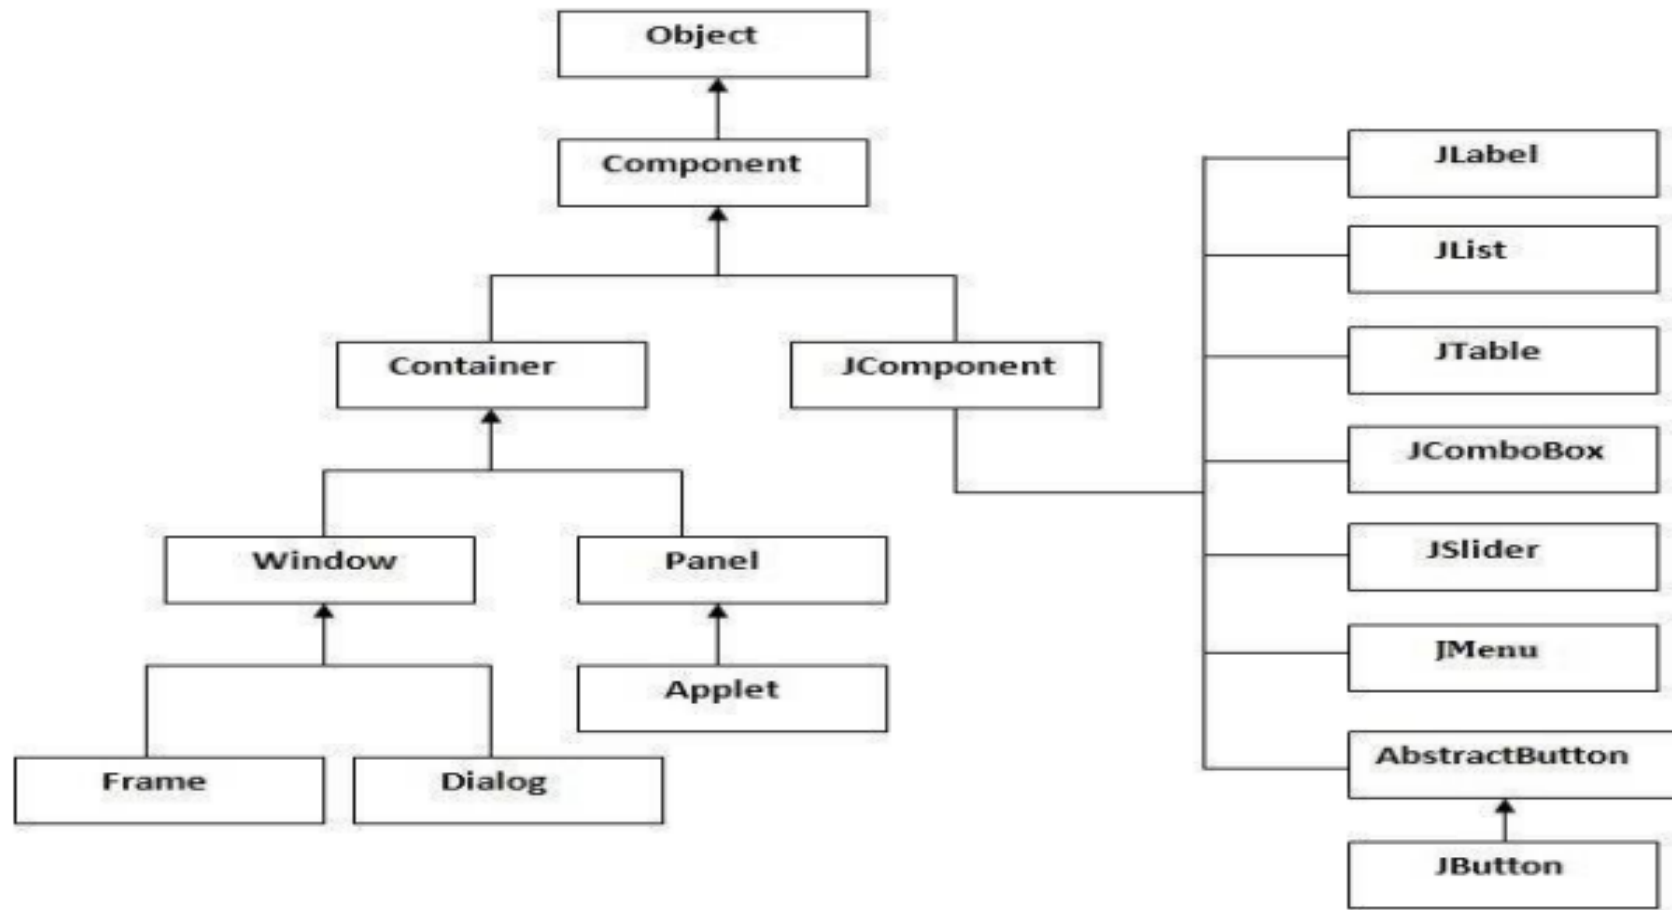 Object
Component
Container
JComponent
Window
Panel
Applet
Frame
Dialog
JLabel
JList
JTable
JComboBox
JSlider
JMenu
AbstractButton
JButton